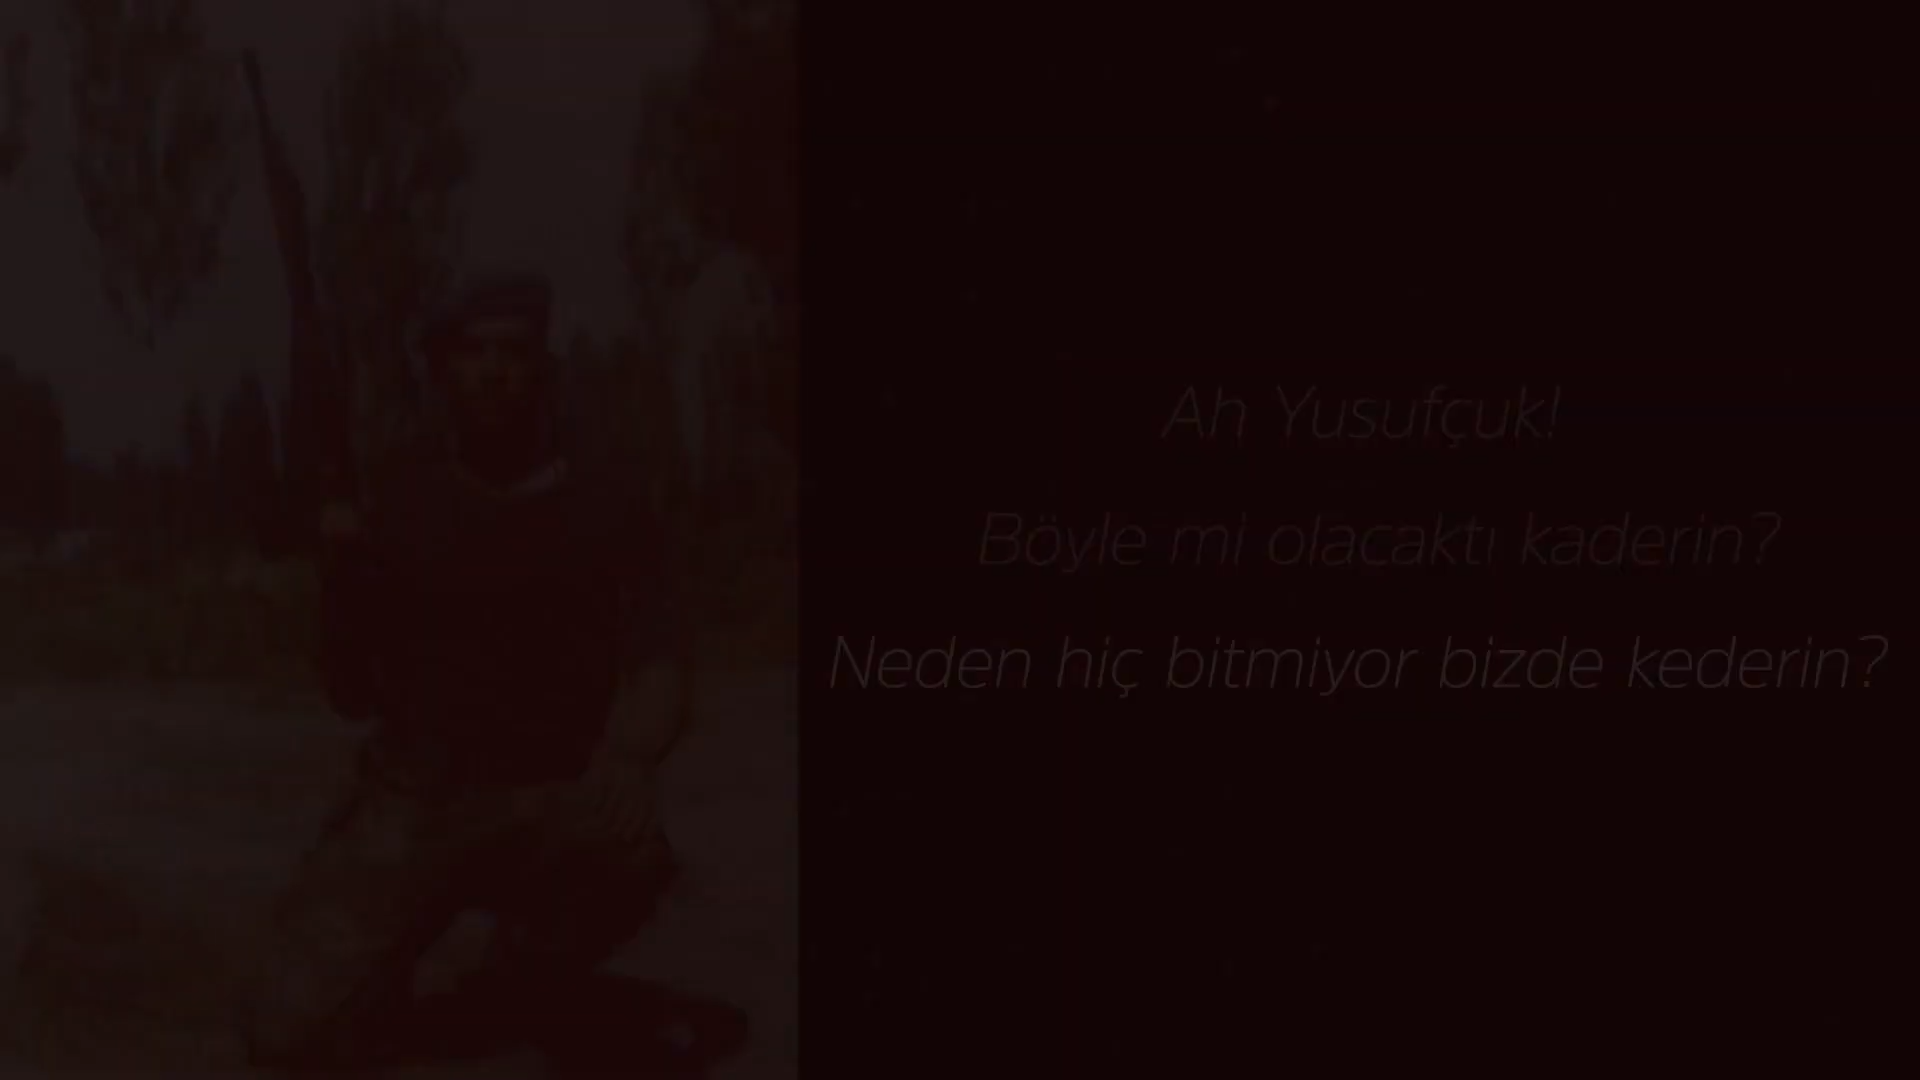 Ah Yusufçuk!
Böyle mi olacaktı kaderin?
Neden hiç bitmiyor bizde kederin?